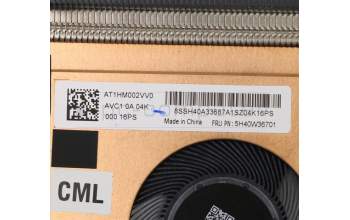 AT1HM002VV0
AVC1.0A 04K
000 16PS
8SSH40A33687A1SZ04K16PS
Made in China FRU PN: 5H40W36701
CML